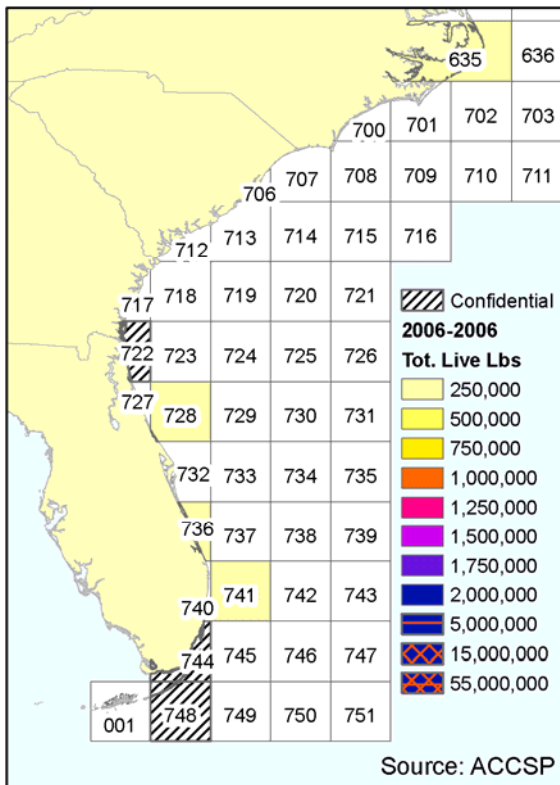 635 636
700 701 702 703
706 707 708 709 710 711
712 713 714 715 716
717 718 719 720 721
722 723 724 725 726
727 728 729 730 731
732 733 734 735
736 737 738 739
740 741 742 743
744 745 746 747
001 748 749 750 751
Confidential
2006-2006
Tot. Live Lbs
250,000
500,000
750,000
1,000,000
1,250,000
1,500,000
1,750,000
2,000,000
5,000,000
15,000,000
55,000,000
Source: ACCSP